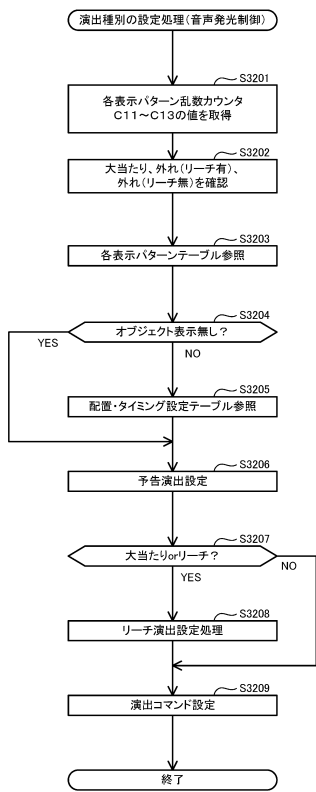 演出種別の設定処理(音声発光制御)
S3201
各表示パターン乱数カウンタ
C11～C13の値を取得
S3202
大当たり、外れ(リーチ有)、
外れ(リーチ無)を確認
S3203
各表示パターンテーブル参照
S3204
オブジェクト表示無し?
YES
NO
S3205
配置・タイミング設定テーブル参照
S3206
予告演出設定
S3207
大当たりorリーチ?
NO
YES
S3208
リーチ演出設定処理
S3209
演出コマンド設定
終了